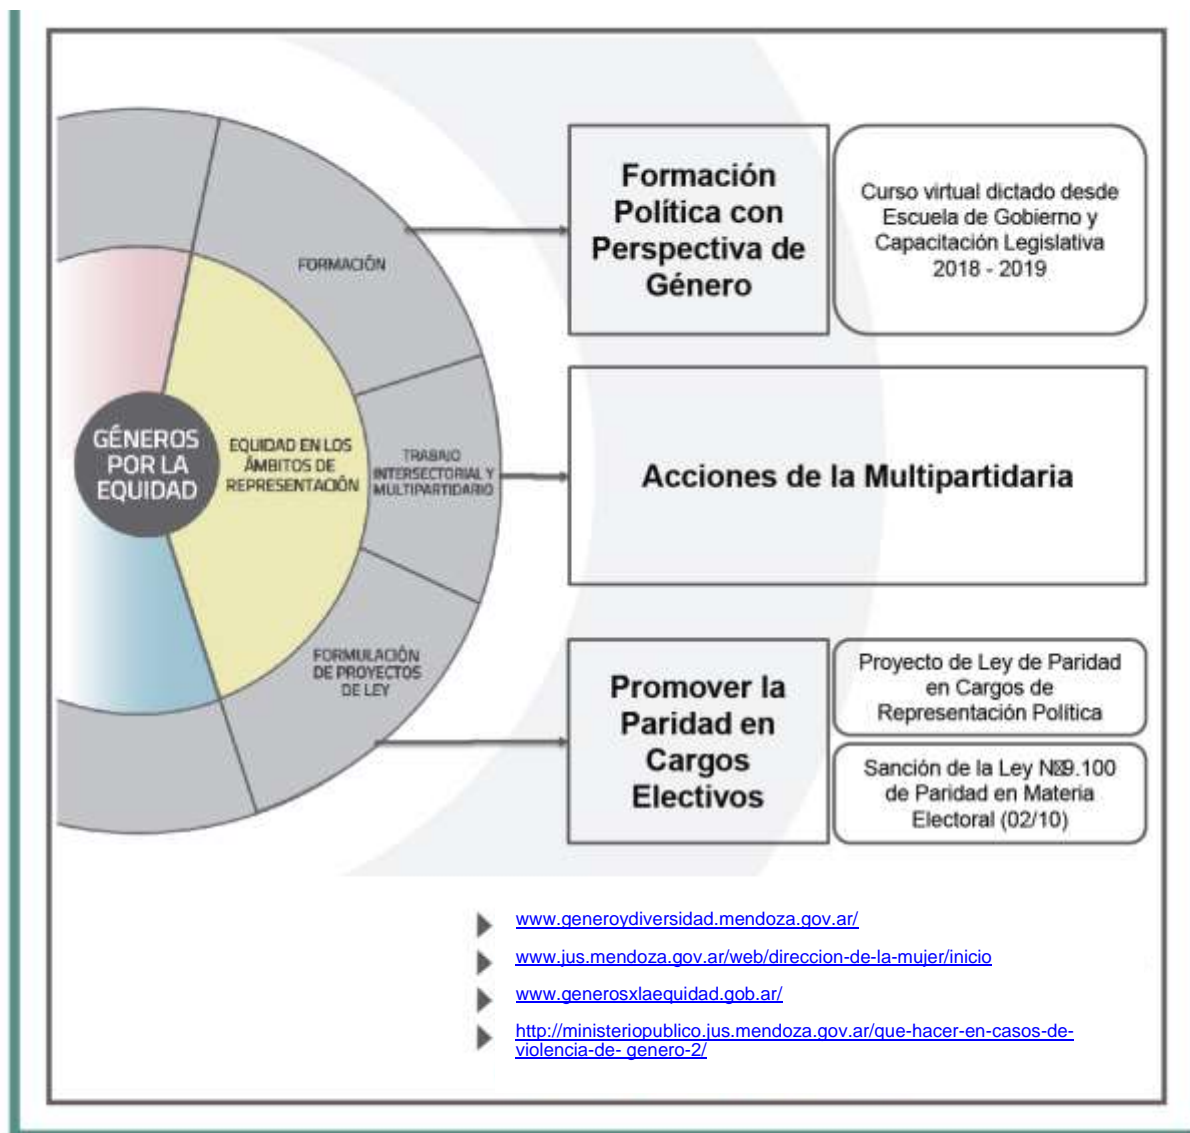 GÉNEROS
POR LA
EQUIDAD
EQUIDAD EN LOS
ÁMBITOS DE
REPRESENTACIÓN
FORMACIÓN
Formación
Política con
Perspectiva de
Género
Curso virtual dictado desde
Escuela de Gobierno y
Capacitación Legislativa
2018 - 2019
TRABAJO
INTERSECTORIAL Y
MULTIPARTIDARIO
Acciones de la Multipartidaria
FORMULACIÓN
DE PROYECTOS
DE LEY
Promover la
Paridad en
Cargos
Electivos
Proyecto de Ley de Paridad
en Cargos de
Representación Política
Sanción de la Ley N 9.100
de Paridad en Materia
Electoral (02/10)
www.generoydiversidad.mendoza.gov.ar/
www.jus.mendoza.gov.ar/web/direccion-de-la-mujer/inicio
www.generosxlaequidad.gob.ar/
http://ministeriopublico.jus.mendoza.gov.ar/que-hacer-en-casos-de-
violencia-de- genero-2/